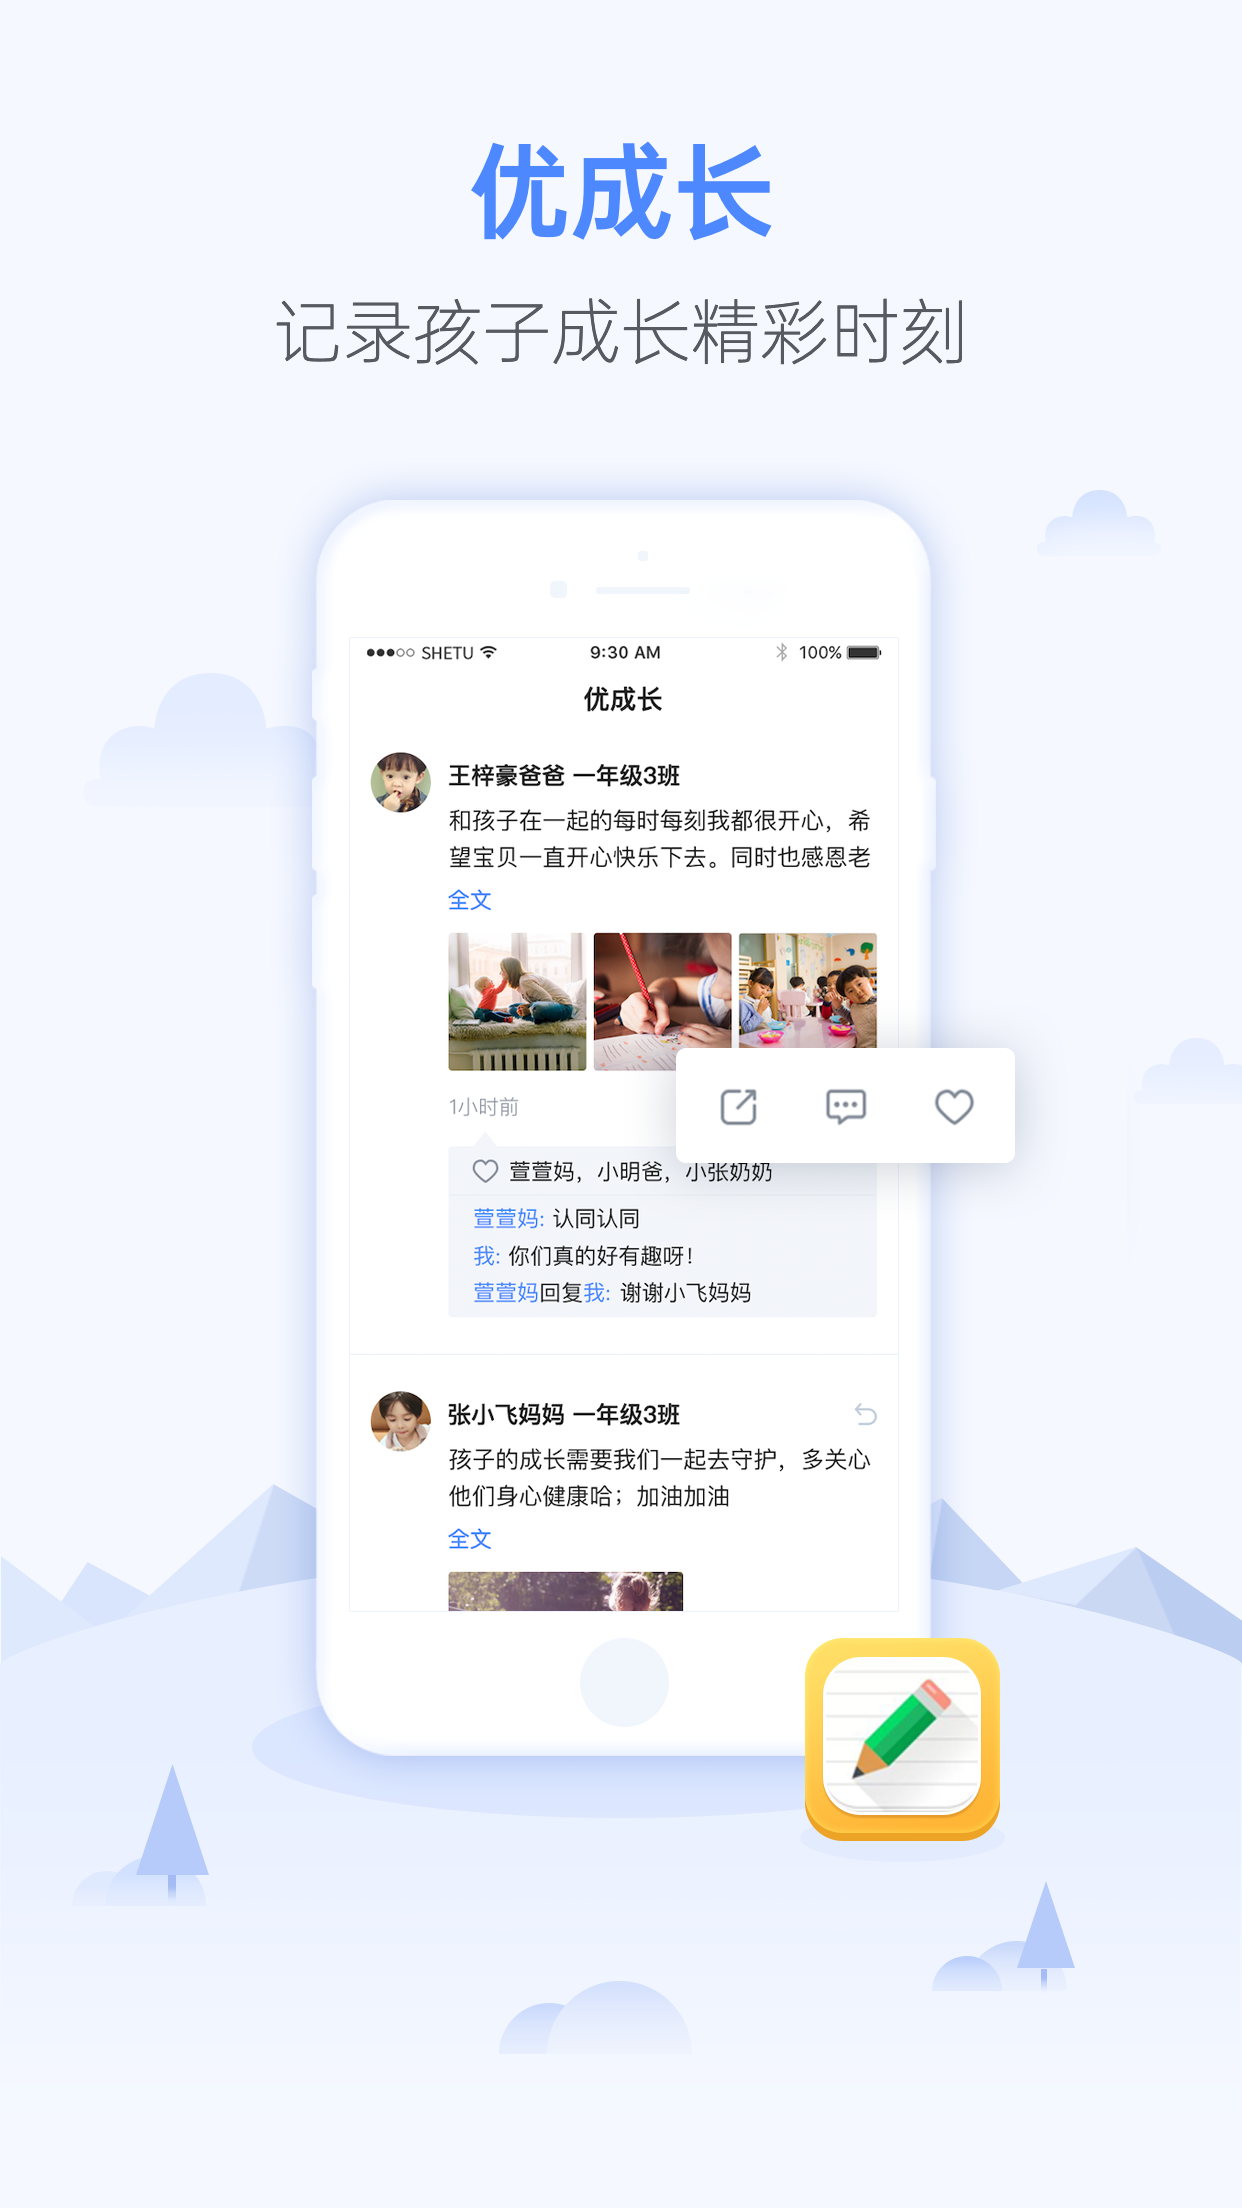 优成长
记录孩子成长精彩时刻
SHETU 9:30 AM 100%
优成长
王梓豪爸爸 一年级3班
和孩子在一起的每时每刻我都很开心，希
望宝贝一直开心快乐下去。同时也感恩老
全文
1小时前
萱萱妈，小明爸，小张奶奶
萱萱妈: 认同认同
我: 你们真的好有趣呀！
萱萱妈回复我: 谢谢小飞妈妈
张小飞妈妈 一年级3班
孩子的成长需要我们一起去守护，多关心
他们身心健康哈；加油加油
全文